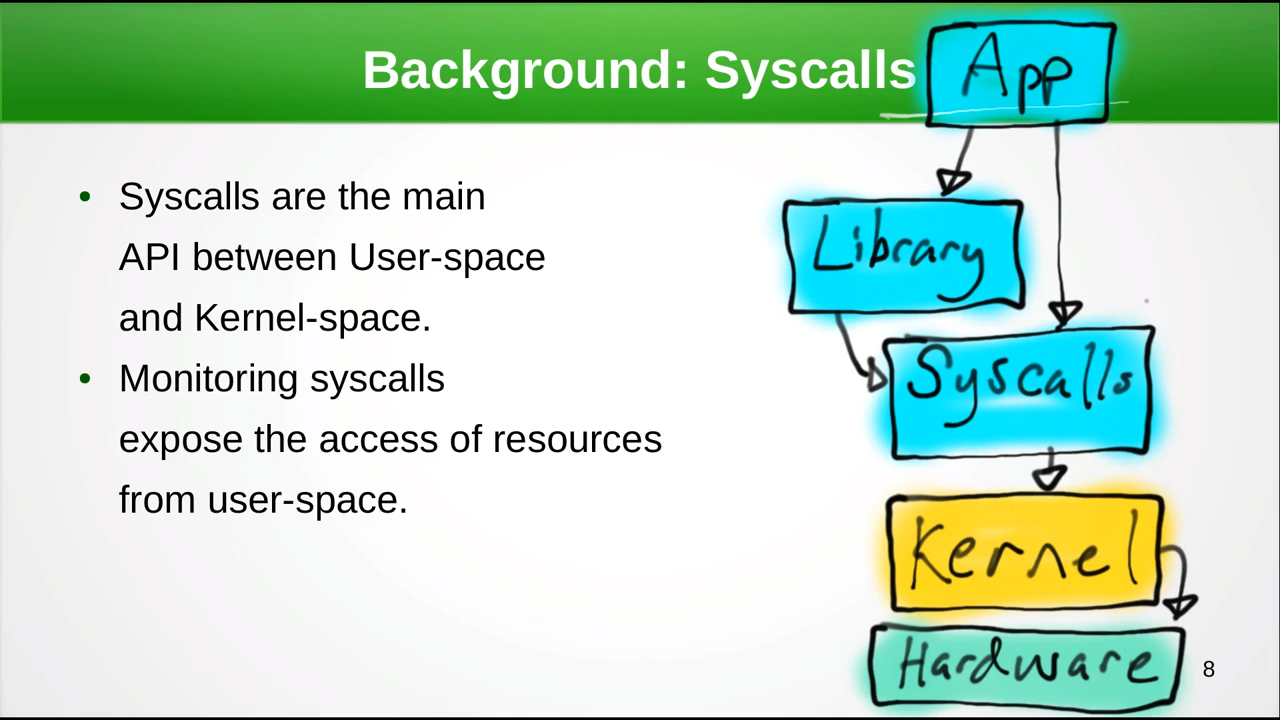 Background: Syscalls
App
• Syscalls are the main
API between User-space
and Kernel-space.
• Monitoring syscalls
expose the access of resources
from user-space.
Library
Syscalls
Kernel
Hardware
8